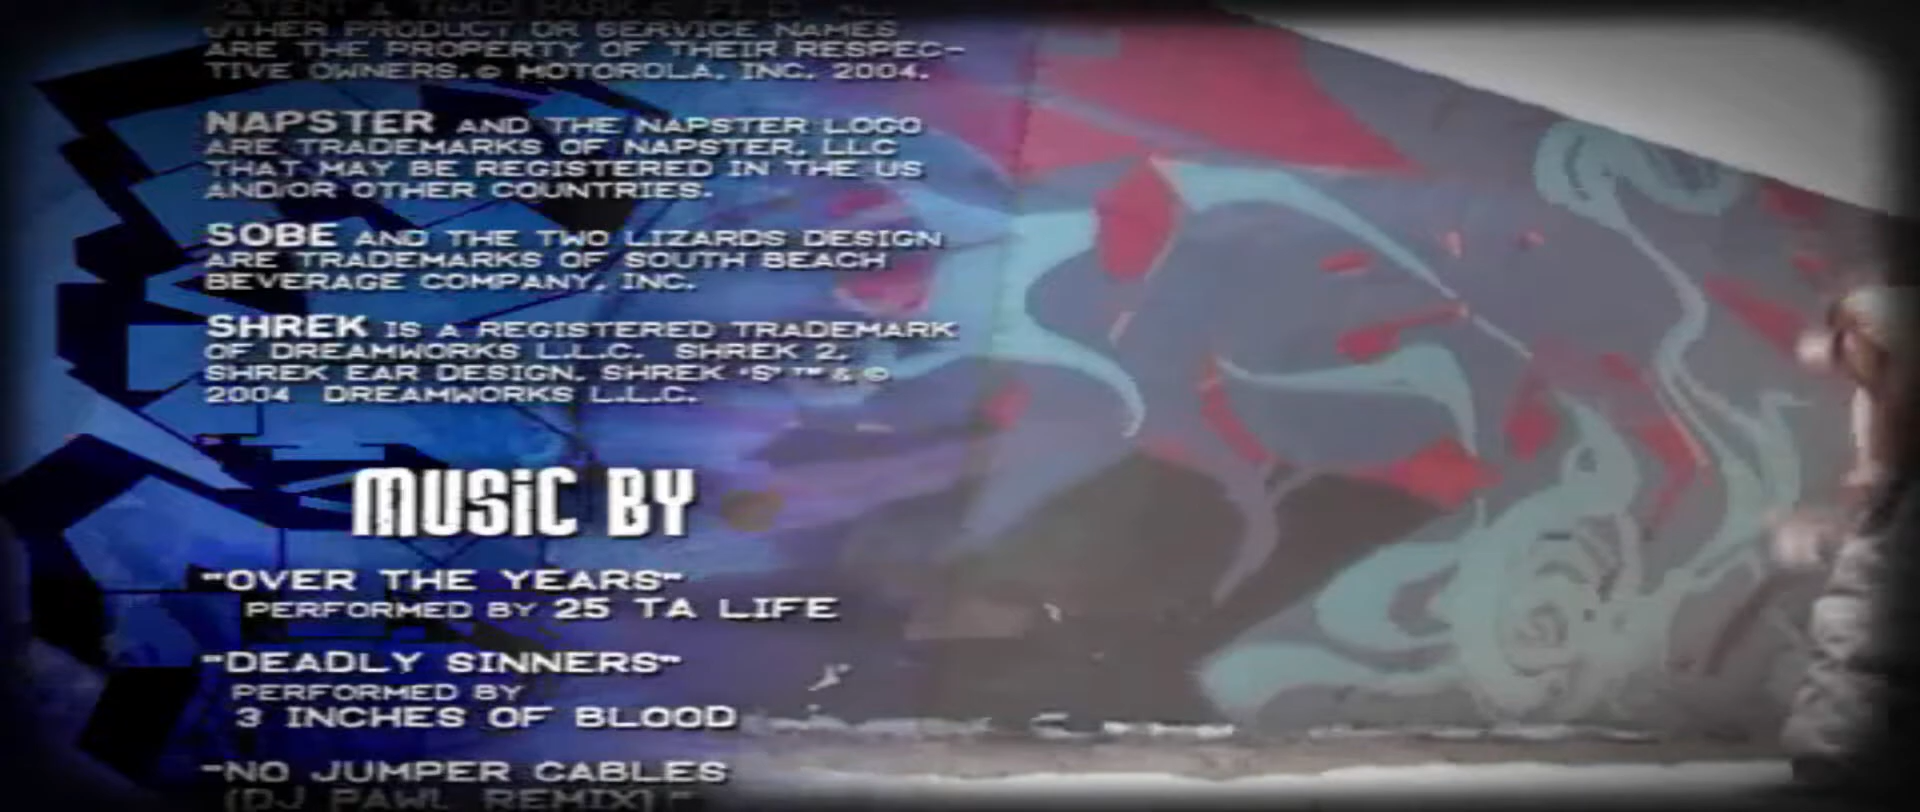 OTHER PRODUCT OR SERVICE NAMES
ARE THE PROPERTY OF THEIR RESPEC-
TIVE OWNERS. © MOTOROLA, INC. 2004.
NAPSTER AND THE NAPSTER LOGO
ARE TRADEMARKS OF NAPSTER, LLC
THAT MAY BE REGISTERED IN THE US
AND/OR OTHER COUNTRIES.
SOBE AND THE TWO LIZARDS DESIGN
ARE TRADEMARKS OF SOUTH BEACH
BEVERAGE COMPANY, INC.
SHREK IS A REGISTERED TRADEMARK
OF DREAMWORKS L.L.C. SHREK 2,
SHREK EAR DESIGN, SHREK "S" ™ & ©
2004 DREAMWORKS L.L.C.
MUSiC BY
"OVER THE YEARS"
PERFORMED BY 25 TA LIFE
"DEADLY SINNERS"
PERFORMED BY
3 INCHES OF BLOOD
"NO JUMPER CABLES
(DJ PAWL REMIX)"